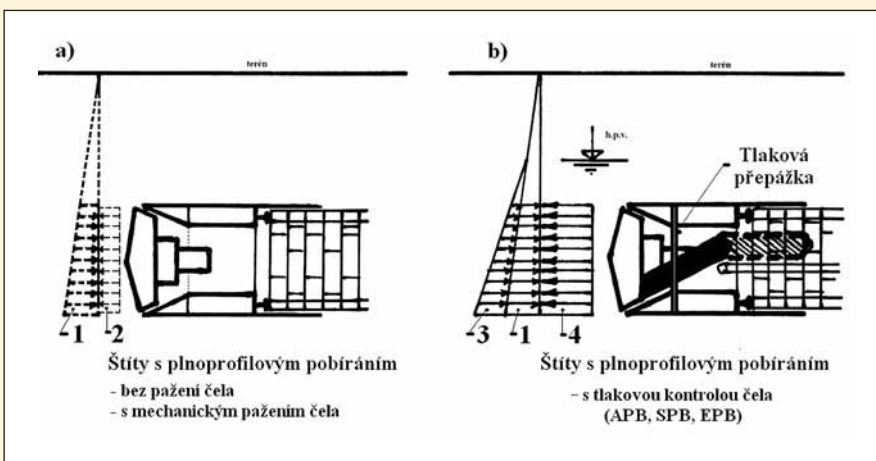 a)
terén
1
2
Štíty s plnoprofilovým pobíráním
- bez pažení čela
- s mechanickým pažením čela
b)
terén
h.p.v.
Tlaková
přepážka
3
1
4
Štíty s plnoprofilovým pobíráním
- s tlakovou kontrolou čela
(APB, SPB, EPB)